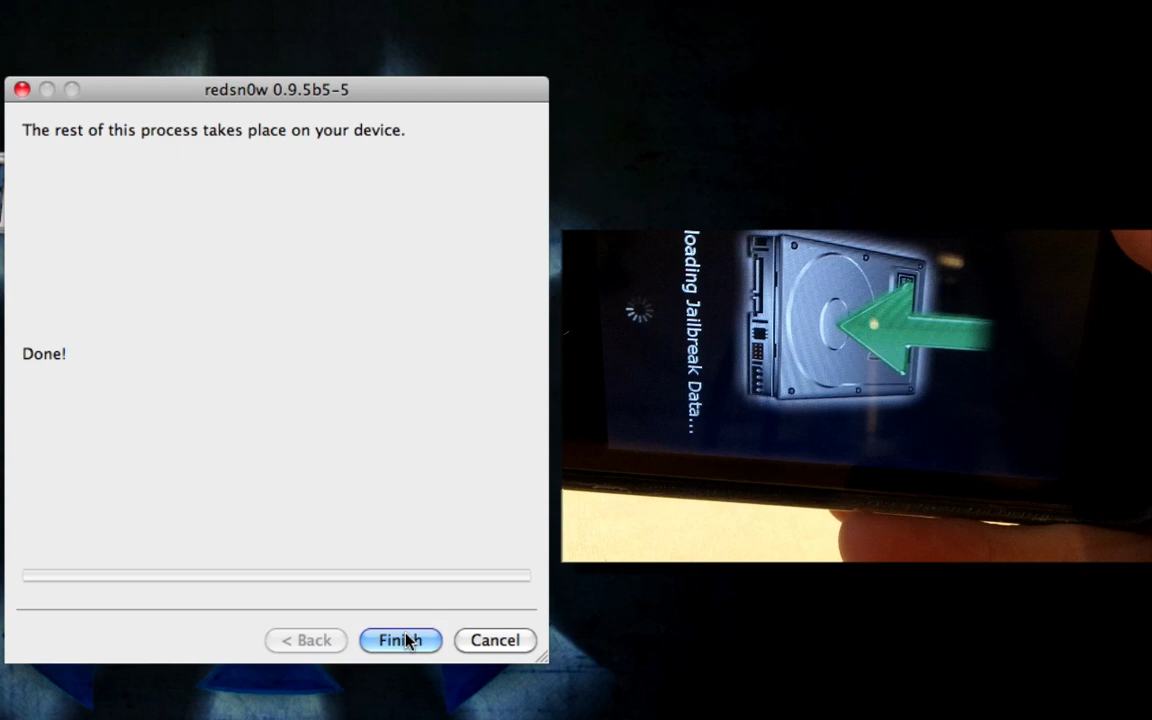 redsn0w 0.9.5b5-5
The rest of this process takes place on your device.
Done!
< Back
Finish
Cancel
loading Jailbreak Data...